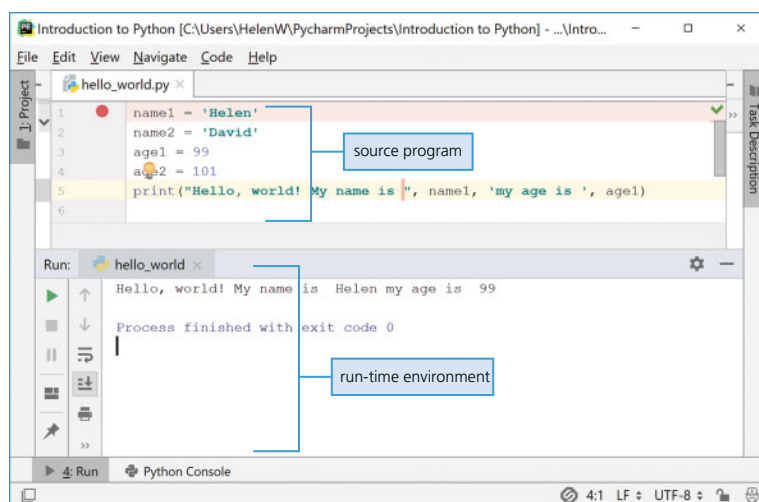 Introduction to Python [C:\Users\HelenW\PycharmProjects\Introduction to Python] - ...\Intro...
File Edit View Navigate Code Help
hello_world.py
1: Project
Task Description
1 name1 = 'Helen'
2 name2 = 'David'
3 age1 = 99
4 age2 = 101
5 print("Hello, world! My name is ", name1, 'my age is ', age1)
6
source program
Run: hello_world
Hello, world! My name is  Helen my age is  99
Process finished with exit code 0
run-time environment
4: Run Python Console
4:1 LF UTF-8